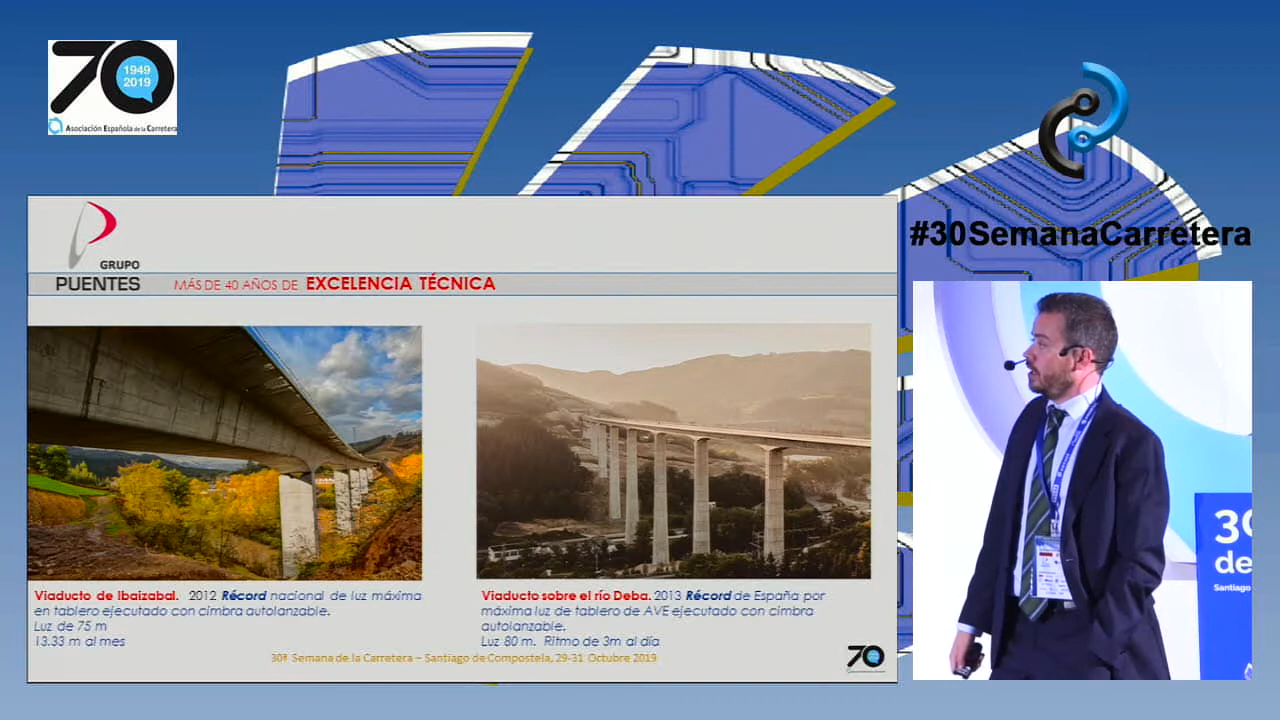 70
1949
2019
Asociación Española de la Carretera
#30SemanaCarretera
GRUPO
PUENTES
MÁS DE 40 AÑOS DE EXCELENCIA TÉCNICA
Viaducto de Ibaizabal. 2012 Récord nacional de luz máxima
en tablero ejecutado con cimbra autolanzable.
Luz de 75 m
13.33 m al mes
Viaducto sobre el río Deba. 2013 Récord de España por
máxima luz de tablero de AVE ejecutado con cimbra
autolanzable.
Luz 80 m. Ritmo de 3m al día
30ª Semana de la Carretera – Santiago de Compostela, 29-31 Octubre 2019
70
30
de
Santiago